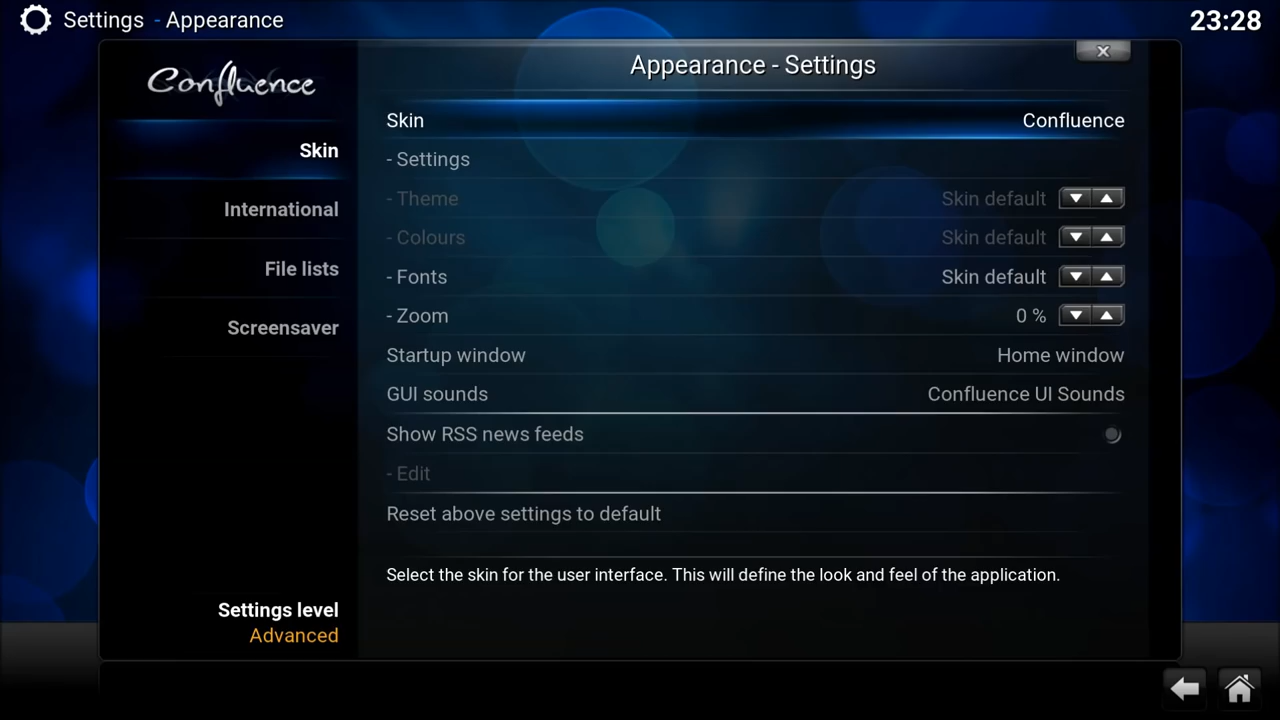 Settings - Appearance
23:28
Confluence
Appearance - Settings
Skin
International
File lists
Screensaver
Settings level
Advanced
Skin Confluence
- Settings
- Theme Skin default
- Colours Skin default
- Fonts Skin default
- Zoom 0 %
Startup window Home window
GUI sounds Confluence UI Sounds
Show RSS news feeds
- Edit
Reset above settings to default
Select the skin for the user interface. This will define the look and feel of the application.